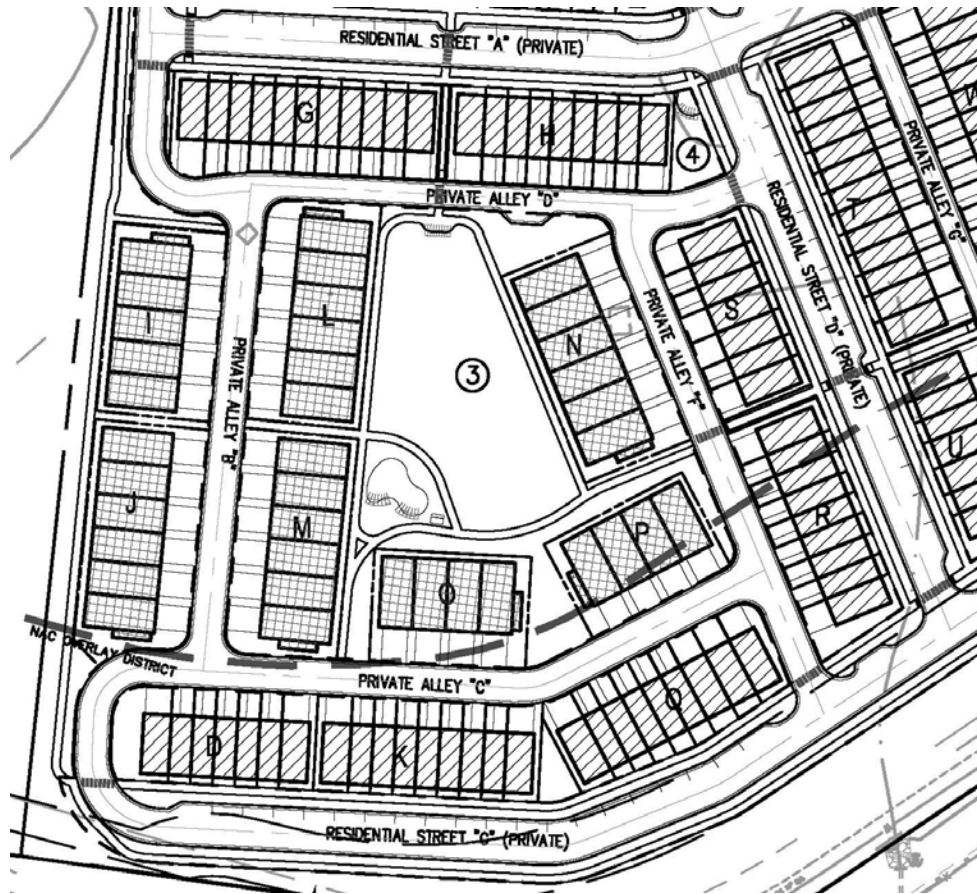 RESIDENTIAL STREET "A" (PRIVATE)
G
H
4
PRIVATE ALLEY "G"
PRIVATE ALLEY "D"
RESIDENTIAL STREET "D" (PRIVATE)
I
L
N
S
PRIVATE ALLEY "F"
PRIVATE ALLEY "B"
3
U
J
M
P
R
O
NAC OVERLAY DISTRICT
PRIVATE ALLEY "C"
Q
D
K
RESIDENTIAL STREET "C" (PRIVATE)